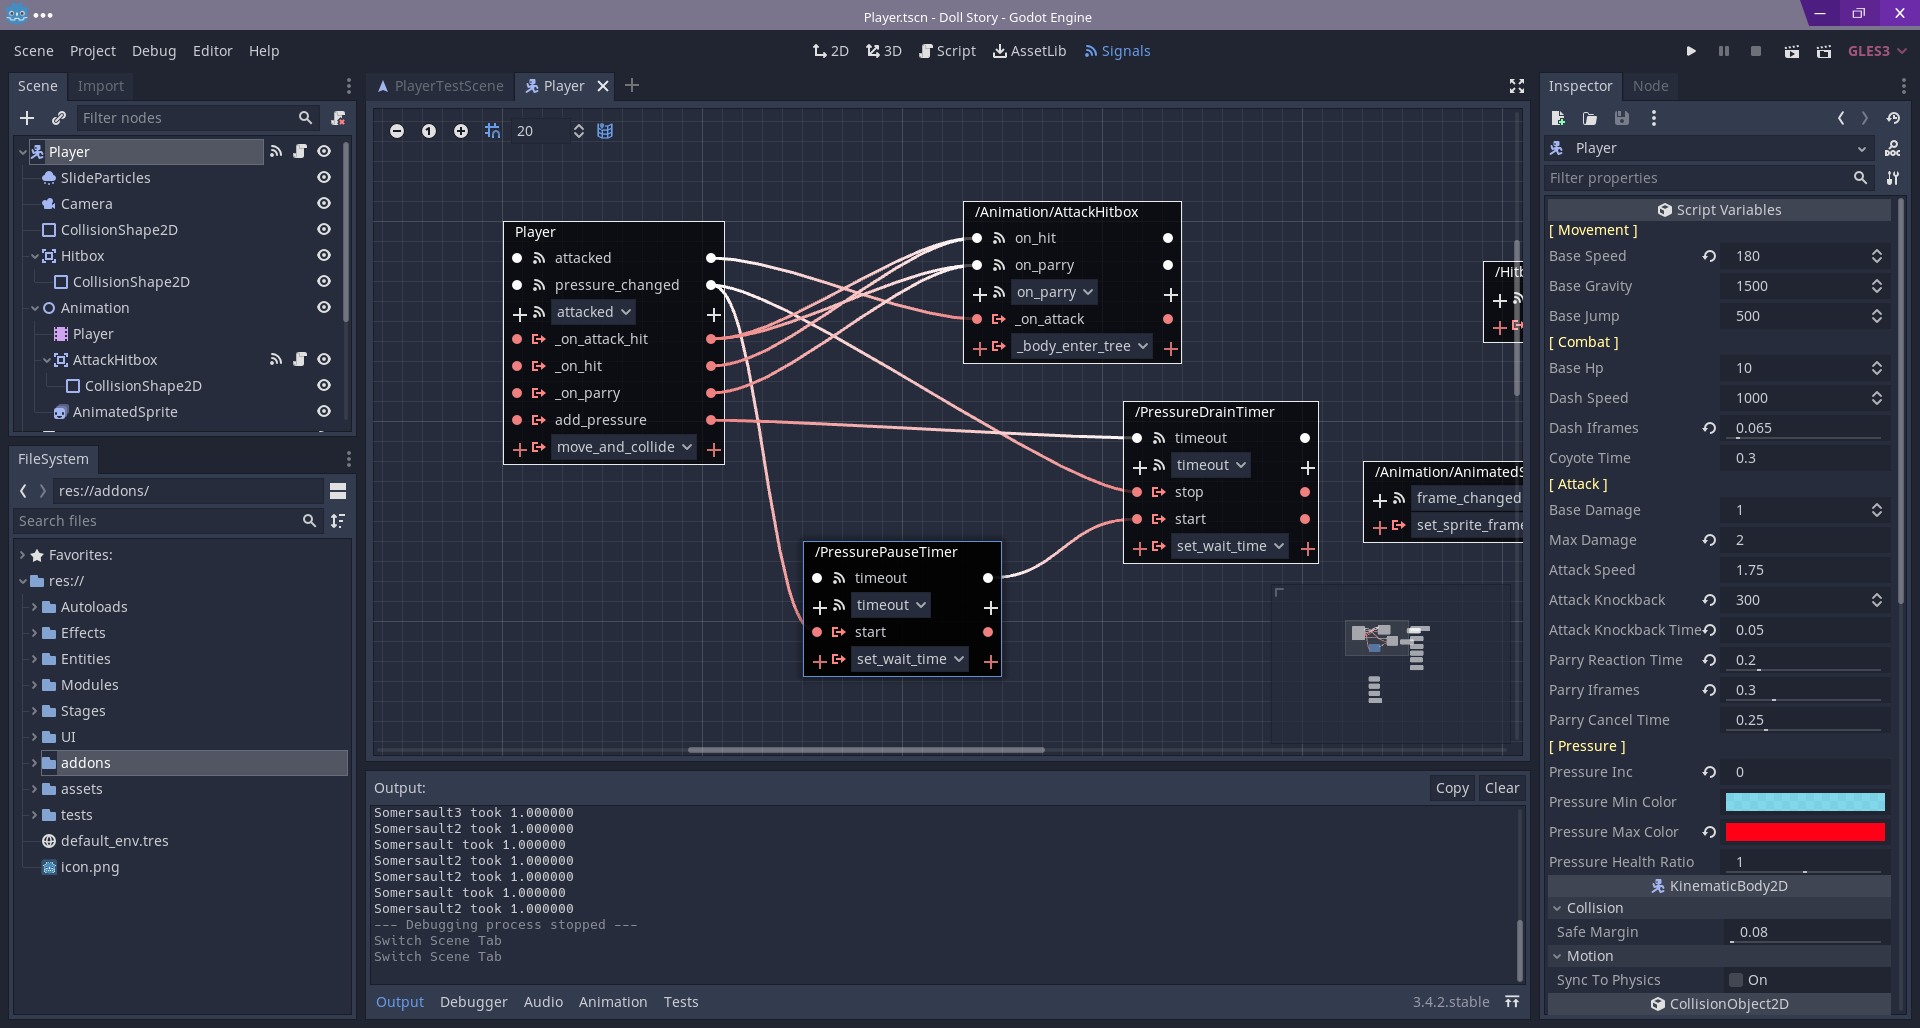 Player.tscn - Doll Story - Godot Engine
Scene Project Debug Editor Help
2D 3D Script AssetLib Signals
GLES3
Scene Import
Filter nodes
Player
SlideParticles
Camera
CollisionShape2D
Hitbox
CollisionShape2D
Animation
Player
AttackHitbox
CollisionShape2D
AnimatedSprite
FileSystem
res://addons/
Search files
Favorites:
res://
Autoloads
Effects
Entities
Modules
Stages
UI
addons
assets
tests
default_env.tres
icon.png
PlayerTestScene Player
1 20
Player
attacked
pressure_changed
attacked
_on_attack_hit
_on_hit
_on_parry
add_pressure
move_and_collide
/Animation/AttackHitbox
on_hit
on_parry
on_parry
_on_attack
_body_enter_tree
/PressureDrainTimer
timeout
timeout
stop
start
set_wait_time
/PressurePauseTimer
timeout
timeout
start
set_wait_time
/Hitb
/Animation/AnimatedS
frame_changed
set_sprite_frame
Output: Copy Clear
Somersault3 took 1.000000
Somersault2 took 1.000000
Somersault took 1.000000
Somersault2 took 1.000000
Somersault2 took 1.000000
Somersault took 1.000000
Somersault2 took 1.000000
--- Debugging process stopped ---
Switch Scene Tab
Switch Scene Tab
Output Debugger Audio Animation Tests 3.4.2.stable
Inspector Node
Player
DOC
Filter properties
Script Variables
[ Movement ]
Base Speed 180
Base Gravity 1500
Base Jump 500
[ Combat ]
Base Hp 10
Dash Speed 1000
Dash Iframes 0.065
Coyote Time 0.3
[ Attack ]
Base Damage 1
Max Damage 2
Attack Speed 1.75
Attack Knockback 300
Attack Knockback Time 0.05
Parry Reaction Time 0.2
Parry Iframes 0.3
Parry Cancel Time 0.25
[ Pressure ]
Pressure Inc 0
Pressure Min Color
Pressure Max Color
Pressure Health Ratio 1
KinematicBody2D
Collision
Safe Margin 0.08
Motion
Sync To Physics On
CollisionObject2D